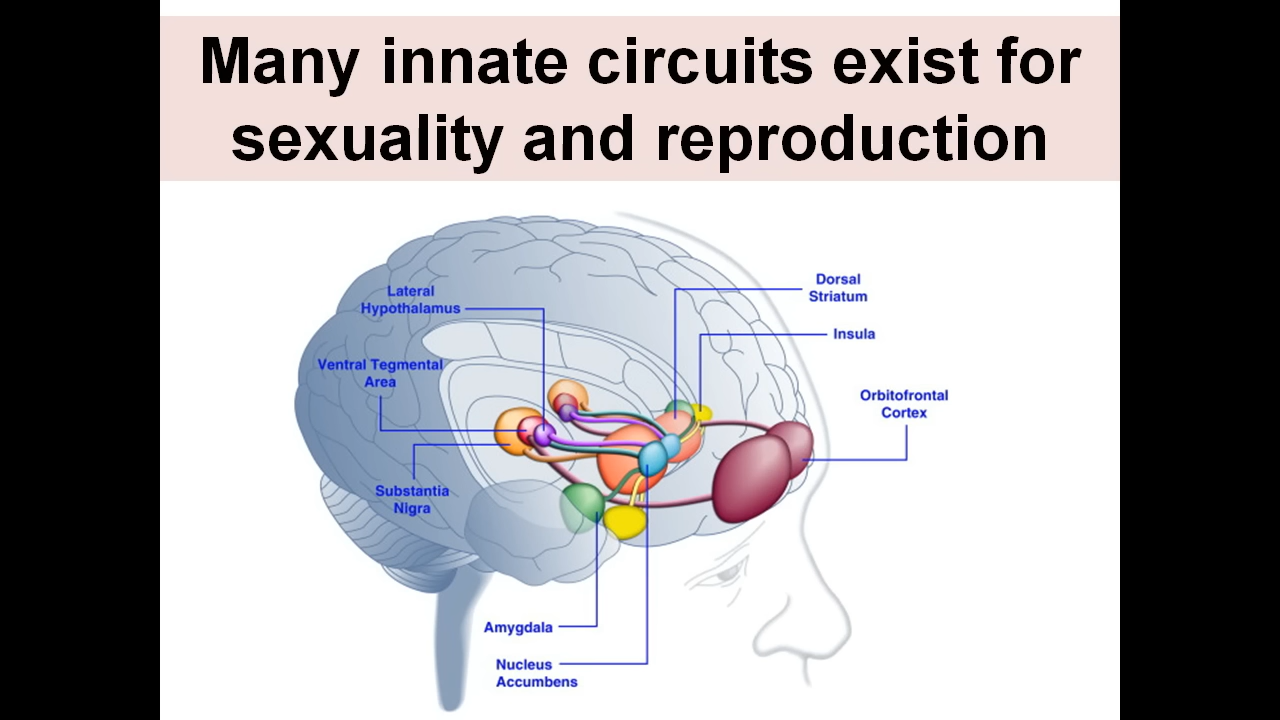 Many innate circuits exist for
sexuality and reproduction
Dorsal
Striatum
Lateral
Hypothalamus
Insula
Ventral Tegmental
Area
Orbitofrontal
Cortex
Substantia
Nigra
Amygdala
Nucleus
Accumbens